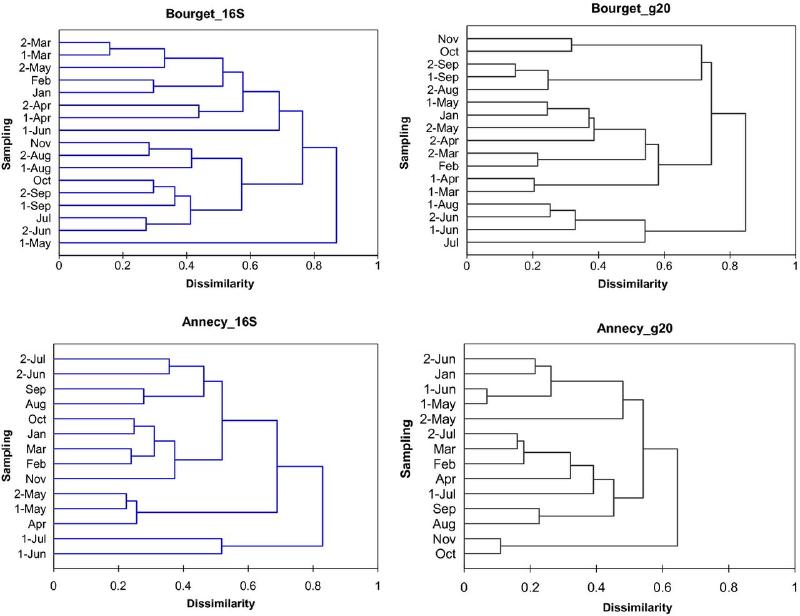 Bourget_16S
2-Mar
1-Mar
2-May
Feb
Jan
2-Apr
1-Apr
1-Jun
Nov
2-Aug
1-Aug
Oct
2-Sep
1-Sep
Jul
2-Jun
1-May
Sampling
0 0.2 0.4 0.6 0.8 1
Dissimilarity
Bourget_g20
Nov
Oct
2-Sep
1-Sep
2-Aug
1-May
Jan
2-May
2-Apr
2-Mar
Feb
1-Apr
1-Mar
1-Aug
2-Jun
1-Jun
Jul
Sampling
0 0.2 0.4 0.6 0.8 1
Dissimilarity
Annecy_16S
2-Jul
2-Jun
Sep
Aug
Oct
Jan
Mar
Feb
Nov
2-May
1-May
Apr
1-Jul
1-Jun
Sampling
0 0.2 0.4 0.6 0.8 1
Dissimilarity
Annecy_g20
2-Jun
Jan
1-Jun
1-May
2-May
2-Jul
Mar
Feb
Apr
1-Jul
Sep
Aug
Nov
Oct
Sampling
0 0.2 0.4 0.6 0.8 1
Dissimilarity